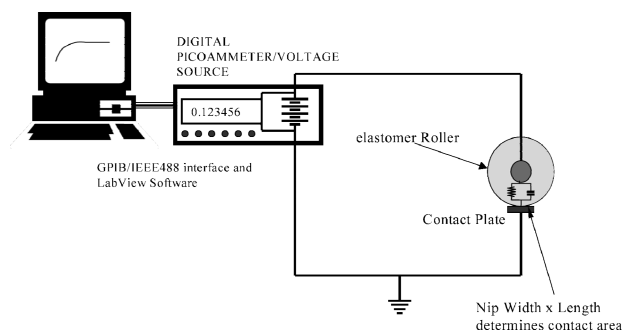 DIGITAL
PICOAMMETER/VOLTAGE
SOURCE
0.123456
GPIB/IEEE488 interface and
LabView Software
elastomer Roller
Contact Plate
Nip Width x Length
determines contact area